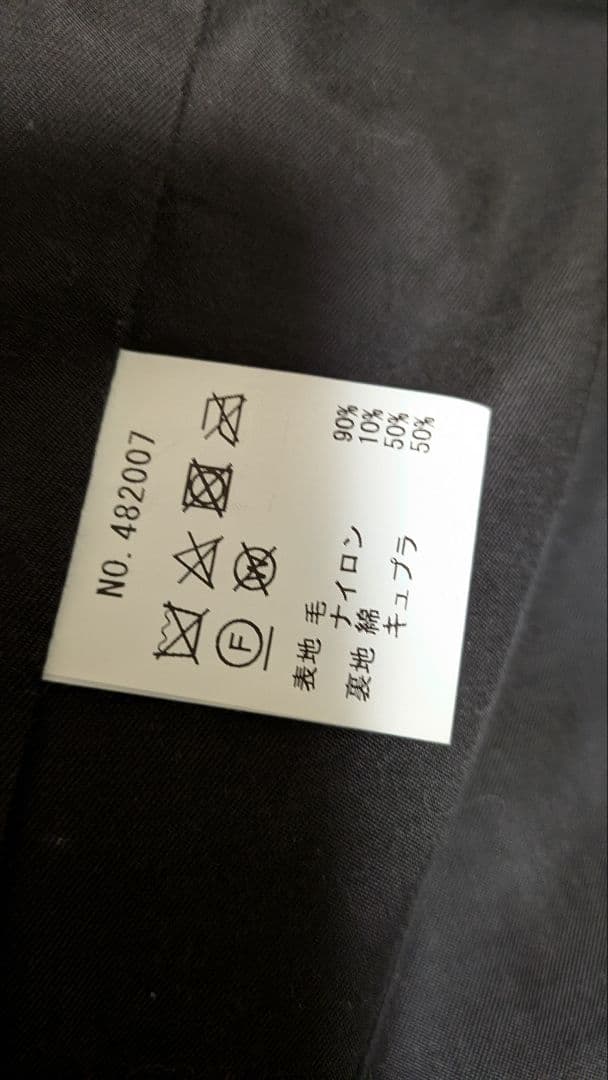 NO.482007
F
W
表地 毛 90%
ナイロン 10%
裏地 綿 50%
キュプラ 50%